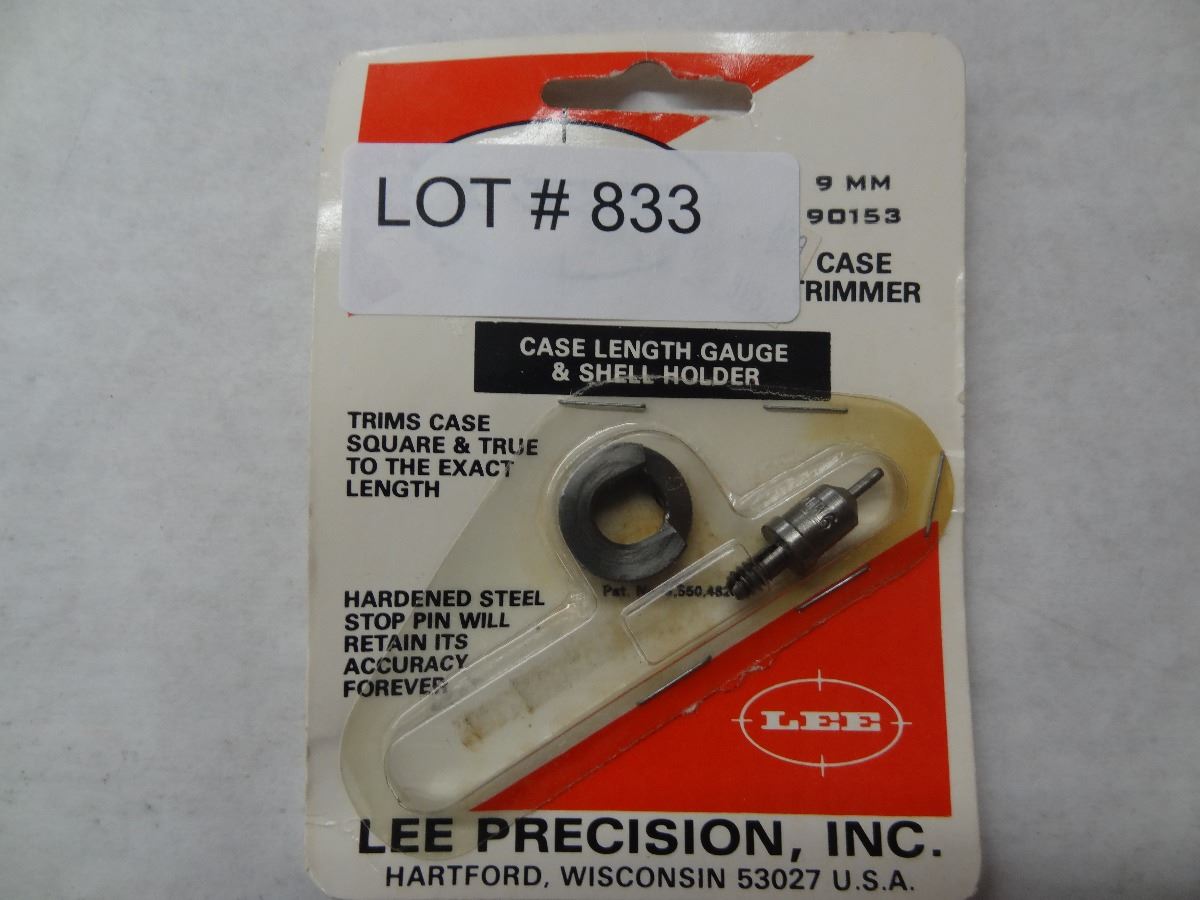 LOT # 833
9 MM
90153
CASE
TRIMMER
CASE LENGTH GAUGE
& SHELL HOLDER
TRIMS CASE
SQUARE & TRUE
TO THE EXACT
LENGTH
HARDENED STEEL
STOP PIN WILL
RETAIN ITS
ACCURACY
FOREVER
Pat.
LEE
LEE PRECISION, INC.
HARTFORD, WISCONSIN 53027 U.S.A.